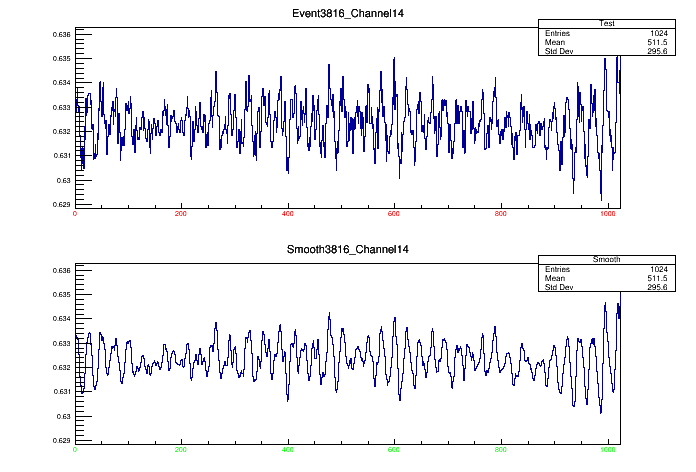 Event3816_Channel14
Test
Entries 1024
Mean 511.5
Std Dev 295.6
0.636
0.635
0.634
0.633
0.632
0.631
0.63
0.629
0 200 400 600 800 1000
Smooth3816_Channel14
Smooth
Entries 1024
Mean 511.5
Std Dev 295.6
0.636
0.635
0.634
0.633
0.632
0.631
0.63
0.629
0 200 400 600 800 1000